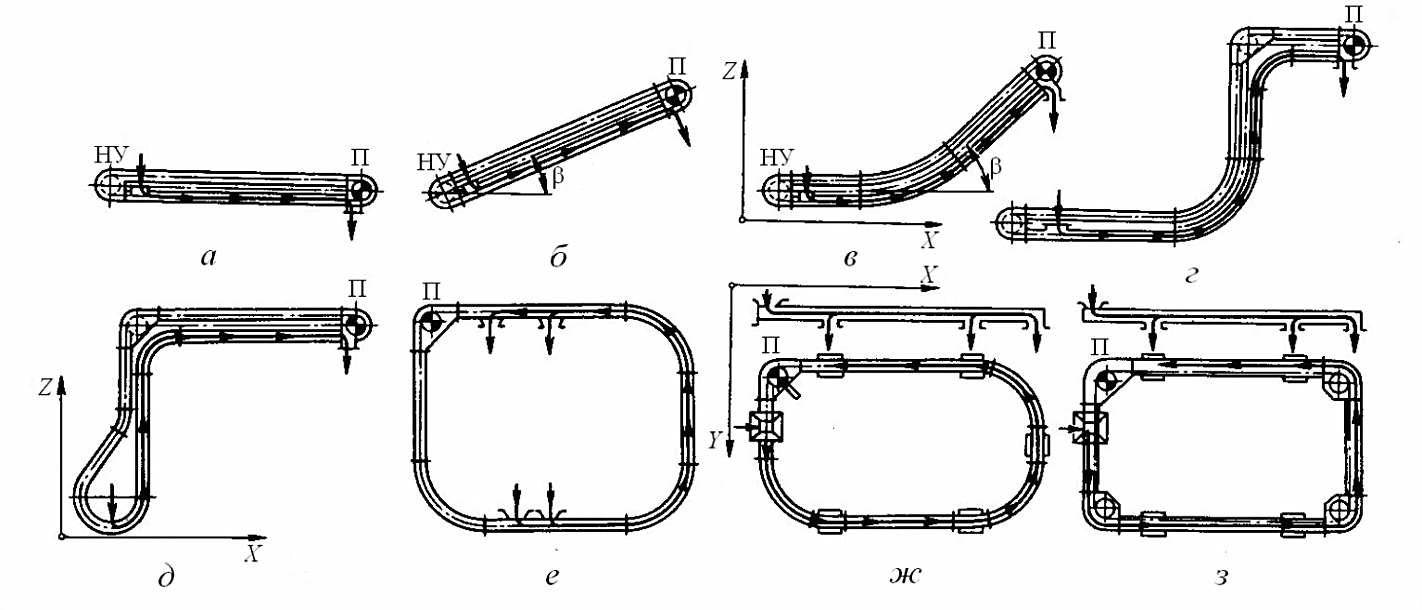 НУ
П
а
НУ
П
β
б
Z
НУ
П
β
X
в
П
г
Z
П
X
д
П
е
X
Y
П
ж
П
з